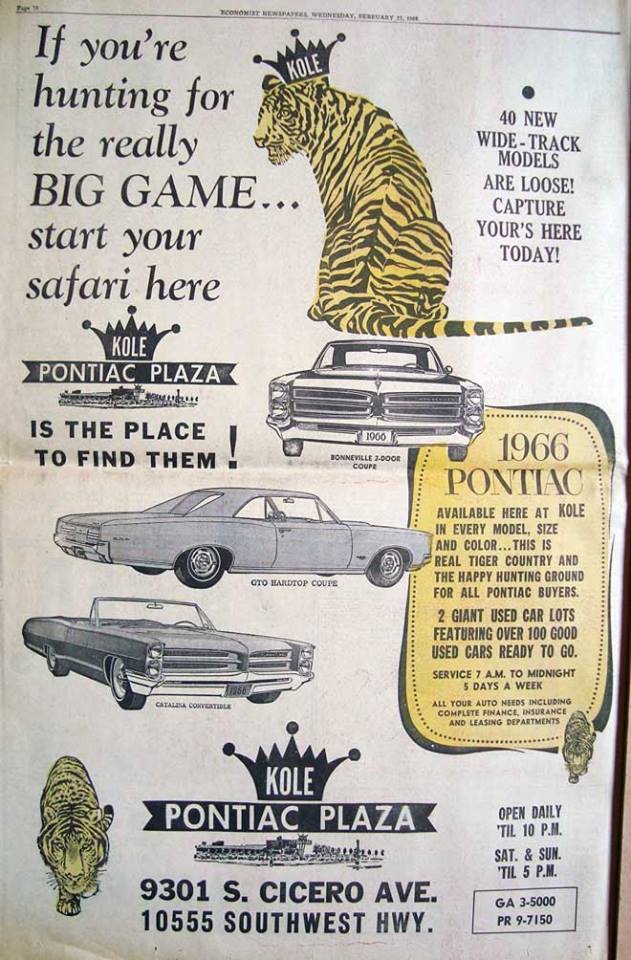 Page 18
ECONOMIST NEWSPAPERS, WEDNESDAY, FEBRUARY 1966
If you're
hunting for
the really
BIG GAME...
start your
safari here
KOLE
40 NEW
WIDE-TRACK
MODELS
ARE LOOSE!
CAPTURE
YOUR'S HERE
TODAY!
KOLE
PONTIAC PLAZA
IS THE PLACE
TO FIND THEM!
1966
BONNEVILLE 2-DOOR
COUPE
GTO HARDTOP COUPE
1966
CATALINA CONVERTIBLE
1966
PONTIAC
AVAILABLE HERE AT KOLE
IN EVERY MODEL, SIZE
AND COLOR...THIS IS
REAL TIGER COUNTRY AND
THE HAPPY HUNTING GROUND
FOR ALL PONTIAC BUYERS.
2 GIANT USED CAR LOTS
FEATURING OVER 100 GOOD
USED CARS READY TO GO.
SERVICE 7 A.M. TO MIDNIGHT
5 DAYS A WEEK
ALL YOUR AUTO NEEDS INCLUDING
COMPLETE FINANCE, INSURANCE
AND LEASING DEPARTMENTS
KOLE
PONTIAC PLAZA
9301 S. CICERO AVE.
10555 SOUTHWEST HWY.
OPEN DAILY
'TIL 10 P.M.
SAT. & SUN.
'TIL 5 P.M.
GA 3-5000
PR 9-7150